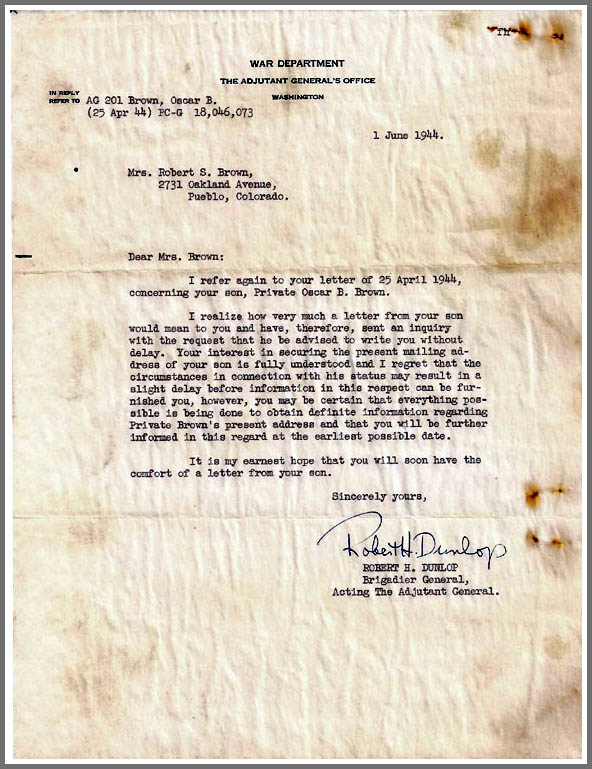 fH
WAR DEPARTMENT
THE ADJUTANT GENERAL'S OFFICE
WASHINGTON
IN REPLY
REFER TO AG 201 Brown, Oscar B.
(25 Apr 44) PC-G 18,046,073
1 June 1944.
Mrs. Robert S. Brown,
2731 Oakland Avenue,
Pueblo, Colorado.
Dear Mrs. Brown:
I refer again to your letter of 25 April 1944,
concerning your son, Private Oscar B. Brown.
I realize how very much a letter from your son
would mean to you and have, therefore, sent an inquiry
with the request that he be advised to write you without
delay. Your interest in securing the present mailing ad-
dress of your son is fully understood and I regret that the
circumstances in connection with his status may result in a
slight delay before information in this respect can be fur-
nished you, however, you may be certain that everything pos-
sible is being done to obtain definite information regarding
Private Brown's present address and that you will be further
informed in this regard at the earliest possible date.
It is my earnest hope that you will soon have the
comfort of a letter from your son.
Sincerely yours,
Robert H. Dunlop
ROBERT H. DUNLOP
Brigadier General,
Acting The Adjutant General.